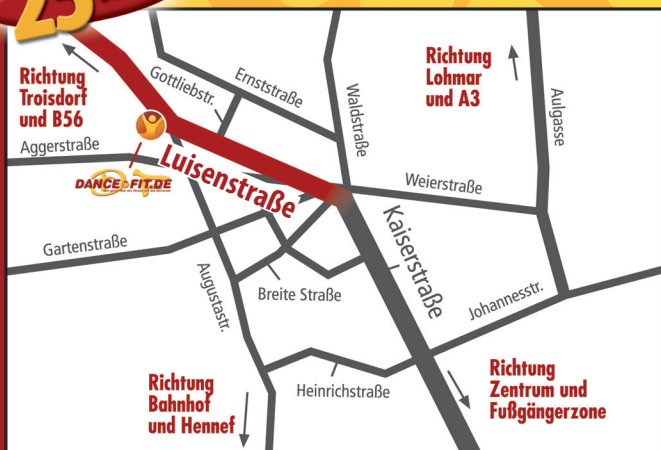 25
Richtung
Troisdorf
und B56
Gottliebstr.
Ernststraße
Waldstraße
Richtung
Lohmar
und A3
Aulgasse
Aggerstraße
DANCE FIT.DE
Luisenstraße
Weierstraße
Gartenstraße
Augustastr.
Breite Straße
Kaiserstraße
Johannesstr.
Richtung
Bahnhof
und Hennef
Heinrichstraße
Richtung
Zentrum und
Fußgängerzone